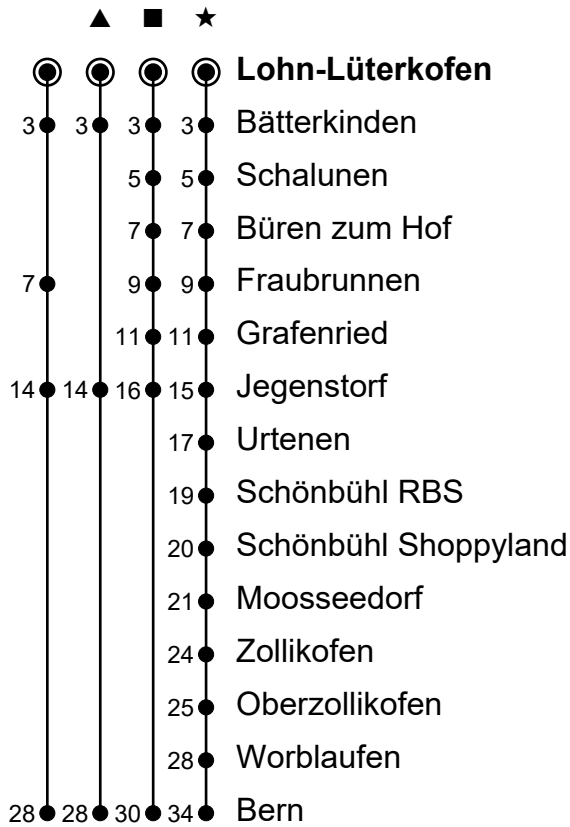 ▲ ■ ★
Lohn-Lüterkofen
3 3 3 3 Bätterkinden
5 5 Schalunen
7 7 Büren zum Hof
7 9 9 Fraubrunnen
11 11 Grafenried
14 14 16 15 Jegenstorf
17 Urtenen
19 Schönbühl RBS
20 Schönbühl Shoppyland
21 Moosseedorf
24 Zollikofen
25 Oberzollikofen
28 Worblaufen
28 28 30 34 Bern